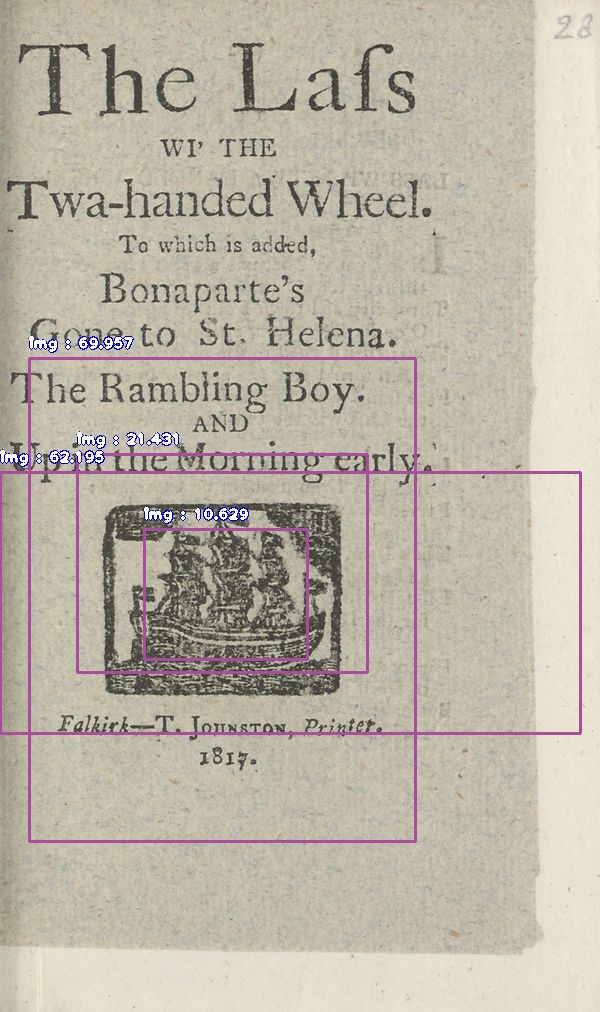 28
The Laſs
WI' THE
Twa-handed Wheel.
To which is added,
Bonaparte's
Gone to St. Helena.
img : 69.957
The Rambling Boy.
AND
img : 21.431
img : 62.195
Up in the Morning early.
img : 10.629
Falkirk—T. JOHNSTON, Printer.
1817.